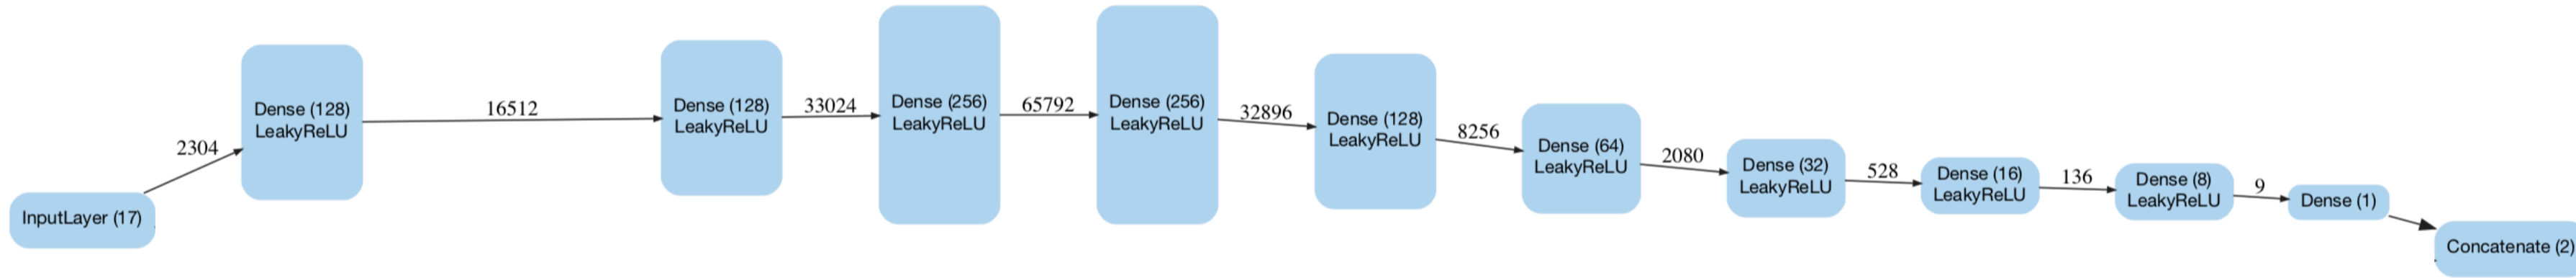 InputLayer (17)
2304
Dense (128)
LeakyReLU
16512
Dense (128)
LeakyReLU
33024
Dense (256)
LeakyReLU
65792
Dense (256)
LeakyReLU
32896
Dense (128)
LeakyReLU
8256
Dense (64)
LeakyReLU
2080
Dense (32)
LeakyReLU
528
Dense (16)
LeakyReLU
136
Dense (8)
LeakyReLU
9
Dense (1)
Concatenate (2)